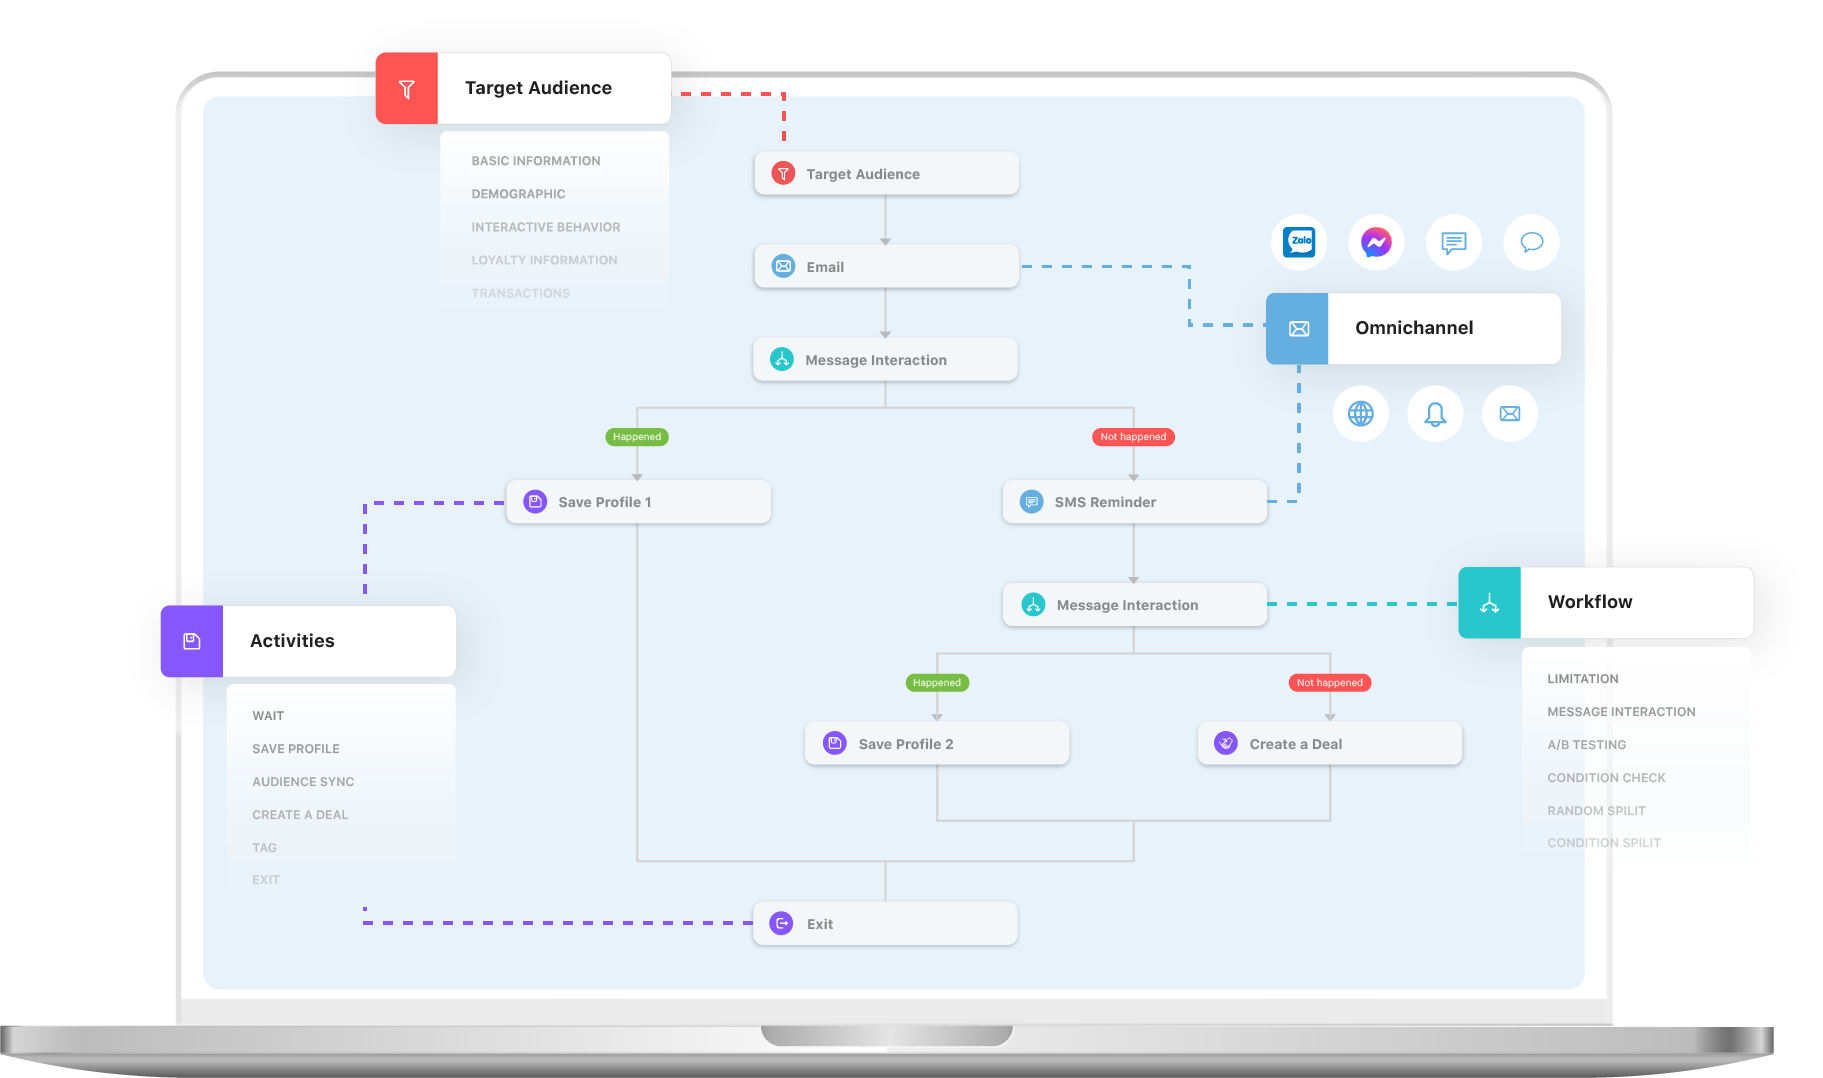 Target Audience
BASIC INFORMATION
DEMOGRAPHIC
INTERACTIVE BEHAVIOR
LOYALTY INFORMATION
TRANSACTIONS
Target Audience
Email
Message Interaction
Happened
Not happened
Save Profile 1
SMS Reminder
Message Interaction
Happened
Not happened
Save Profile 2
Create a Deal
Exit
Zalo
Omnichannel
Activities
WAIT
SAVE PROFILE
AUDIENCE SYNC
CREATE A DEAL
TAG
EXIT
Workflow
LIMITATION
MESSAGE INTERACTION
A/B TESTING
CONDITION CHECK
RANDOM SPILIT
CONDITION SPILIT